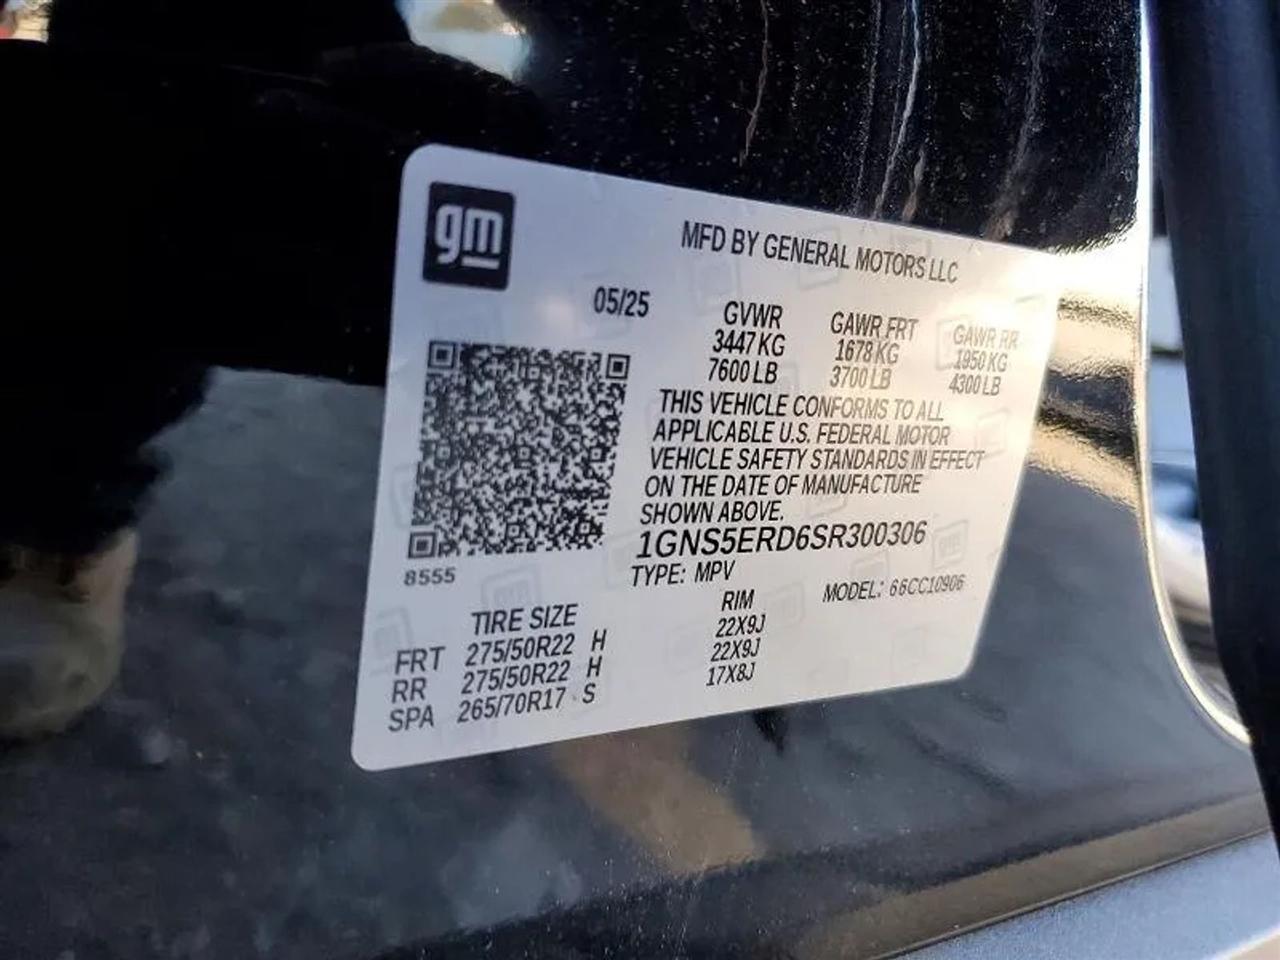 gm
MFD BY GENERAL MOTORS LLC
05/25
GVWR GAWR FRT GAWR RR
3447 KG 1678 KG 1950 KG
7600 LB 3700 LB 4300 LB
THIS VEHICLE CONFORMS TO ALL
APPLICABLE U.S. FEDERAL MOTOR
VEHICLE SAFETY STANDARDS IN EFFECT
ON THE DATE OF MANUFACTURE
SHOWN ABOVE.
1GNS5ERD6SR300306
8555
TYPE: MPV MODEL: 66CC10906
TIRE SIZE RIM
FRT 275/50R22 H 22X9J
RR 275/50R22 H 22X9J
SPA 265/70R17 S 17X8J